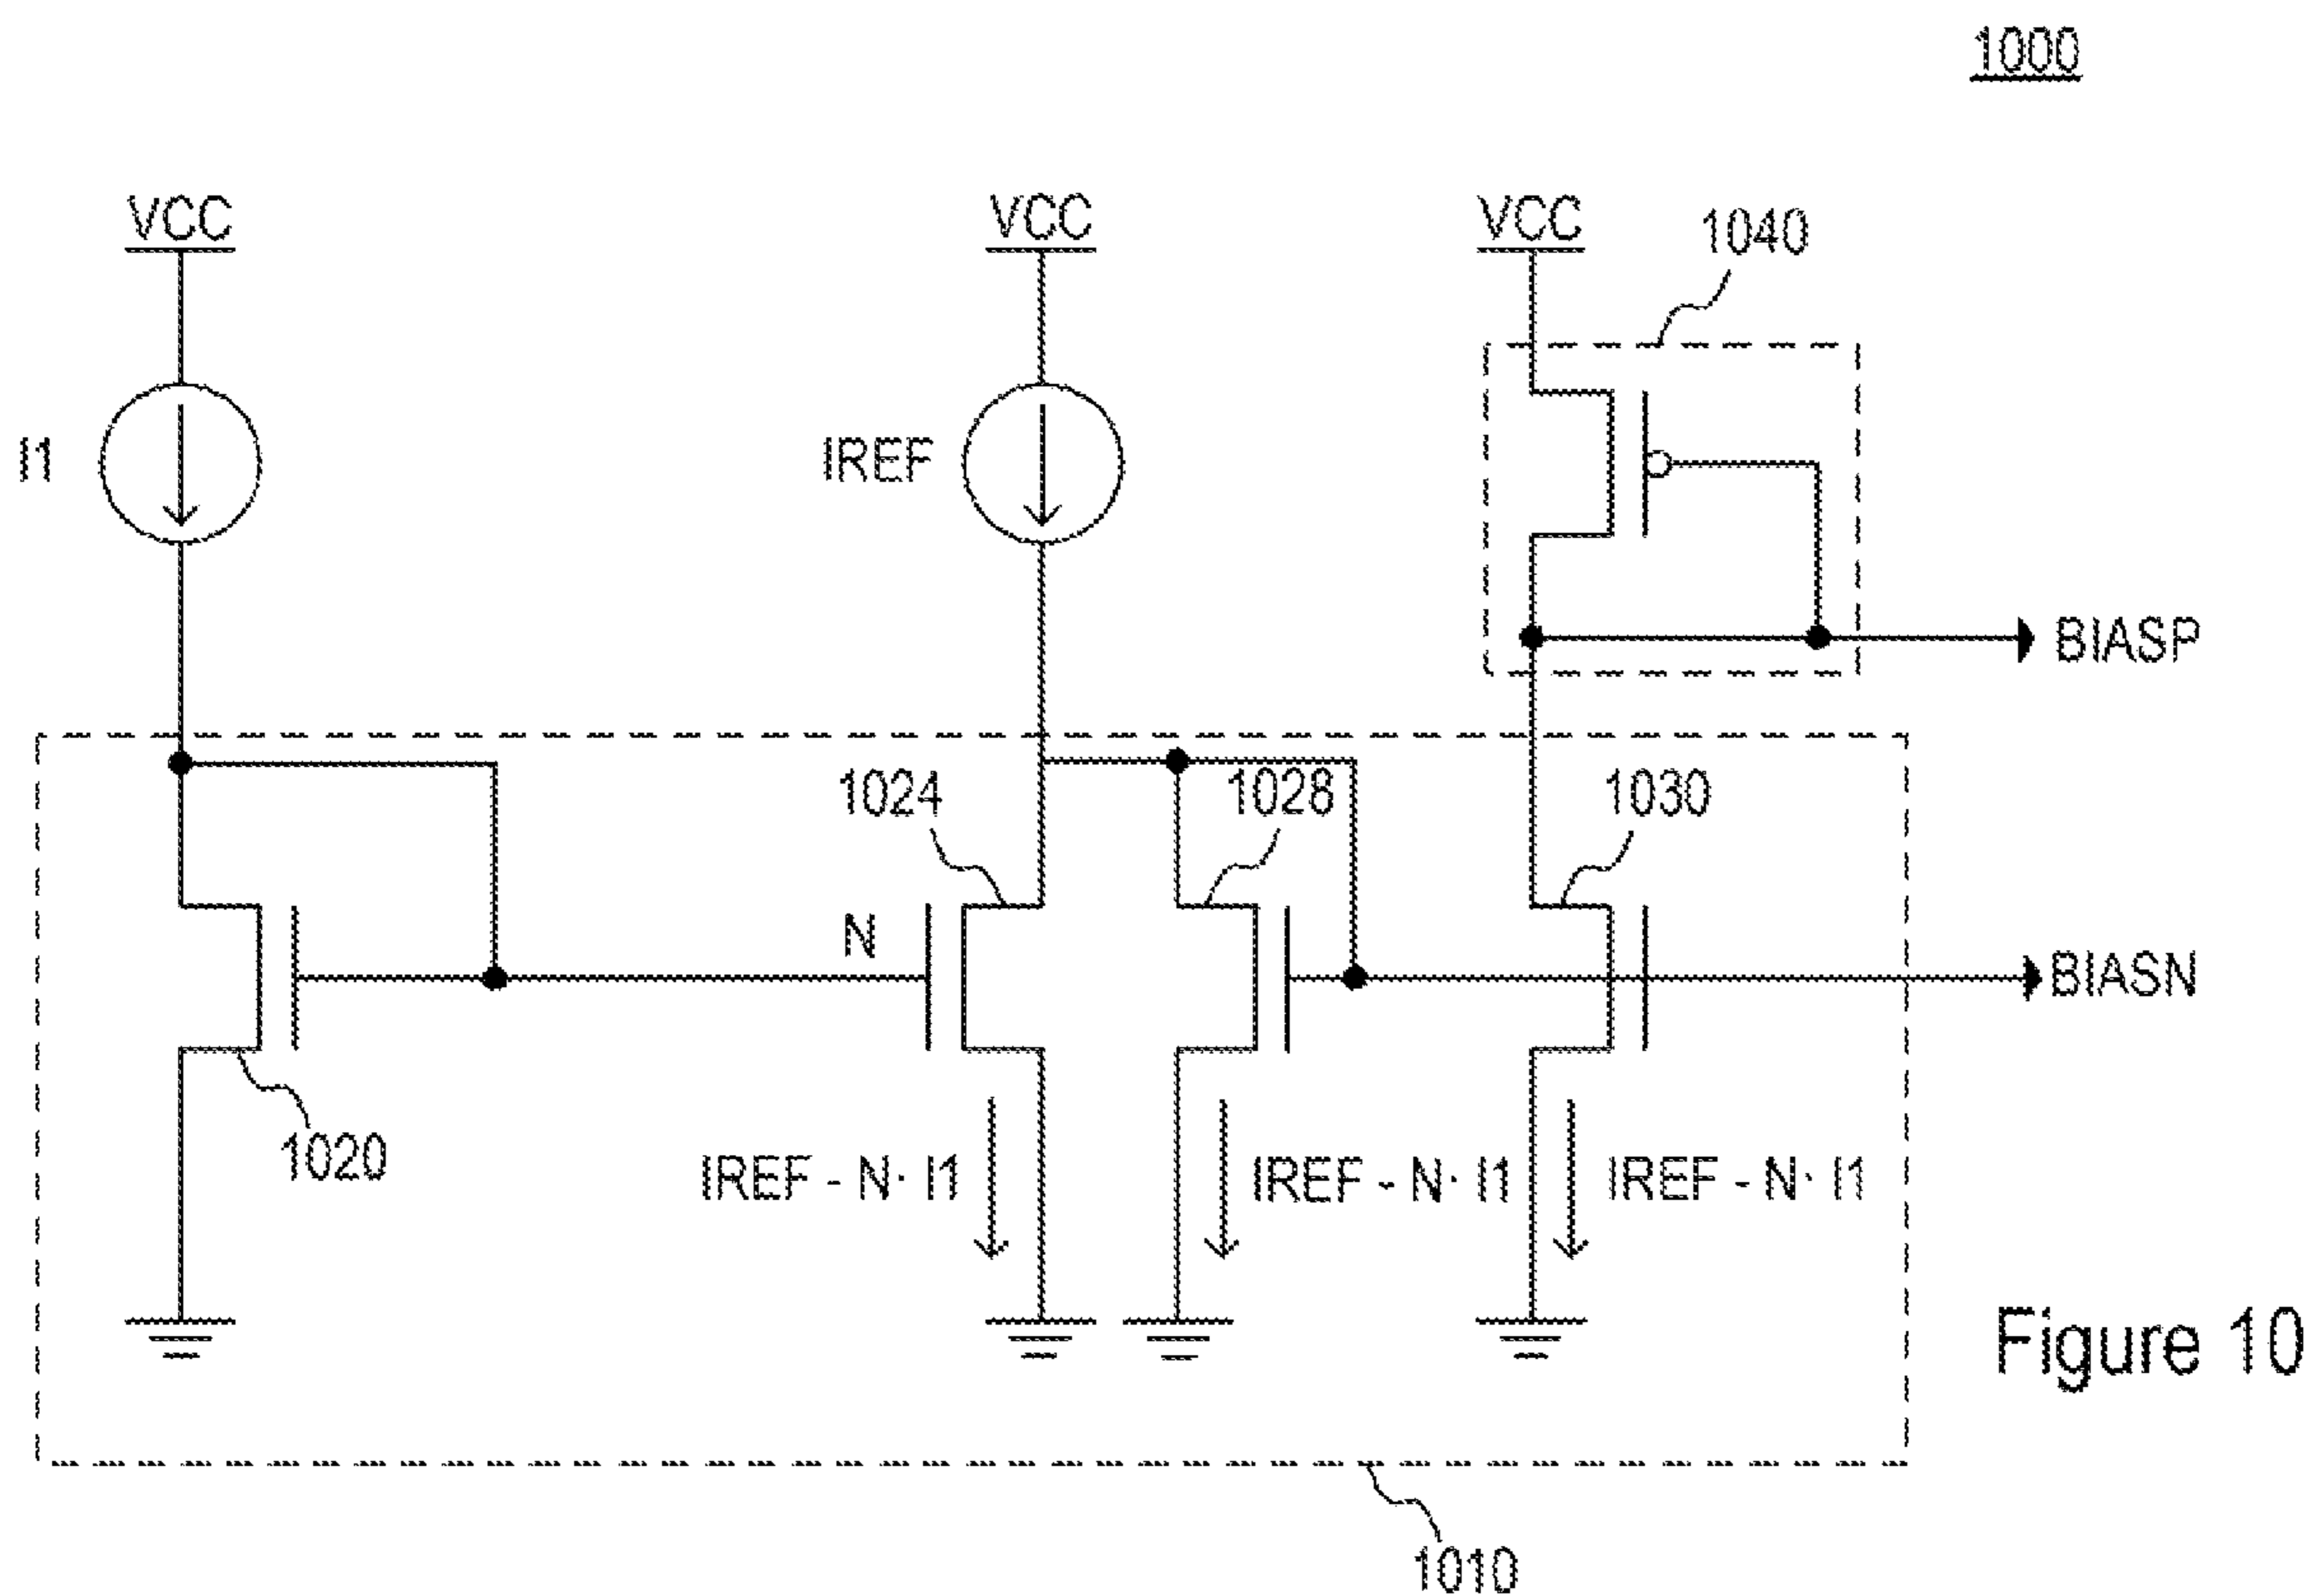 1000
VCC
VCC
VCC
1040
I1
IREF
BIASP
1024
1028
1030
N
BIASN
1020
IREF - N· I1
IREF - N· I1
IREF - N· I1
Figure 10
1010